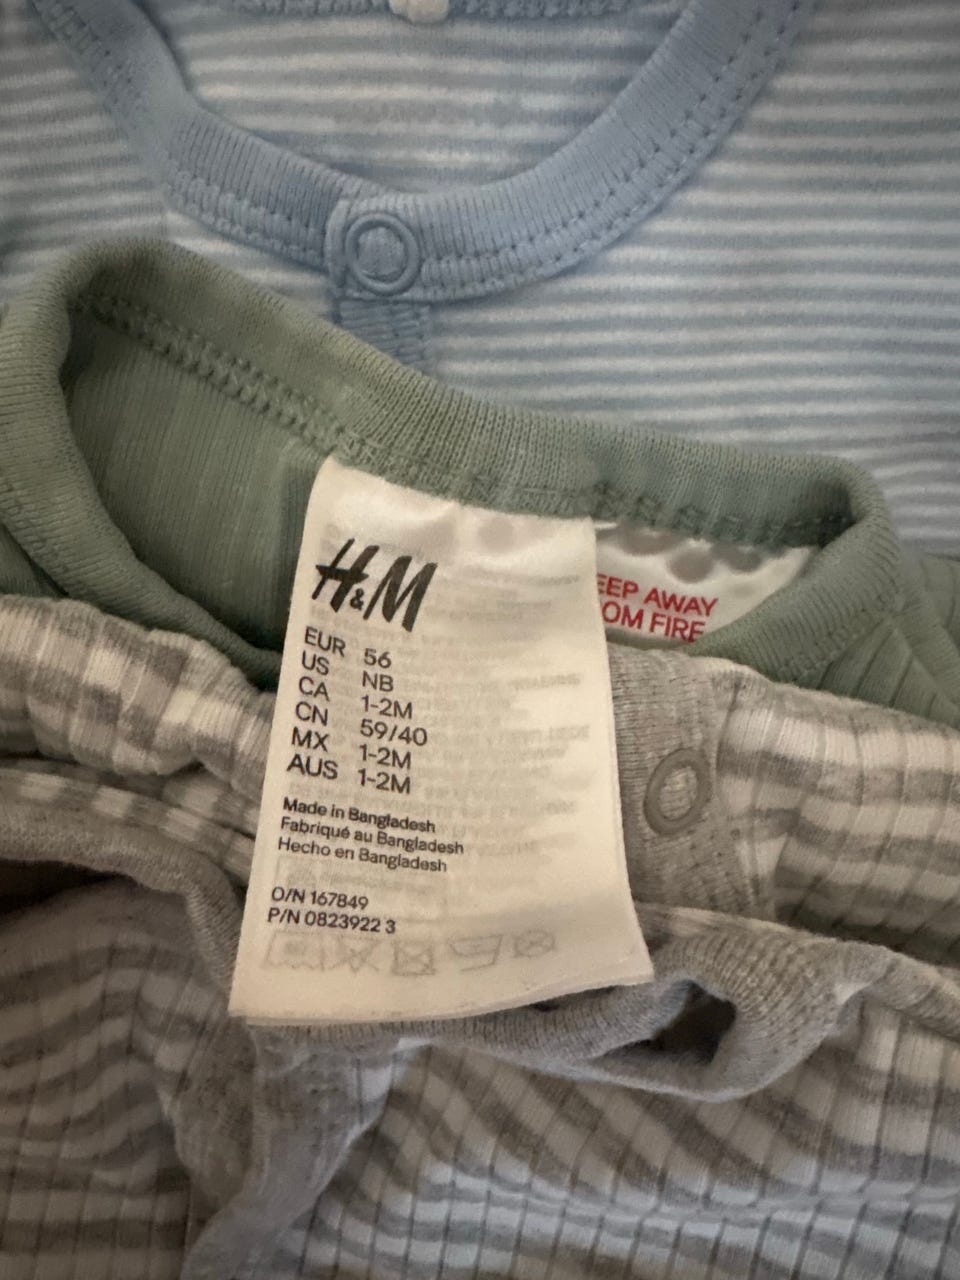 H&M
EUR 56
US NB
CA 1-2M
CN 59/40
MX 1-2M
AUS 1-2M
Made in Bangladesh
Fabriqué au Bangladesh
Hecho en Bangladesh
O/N 167849
P/N 0823922 3
EEP AWAY
OM FIRE